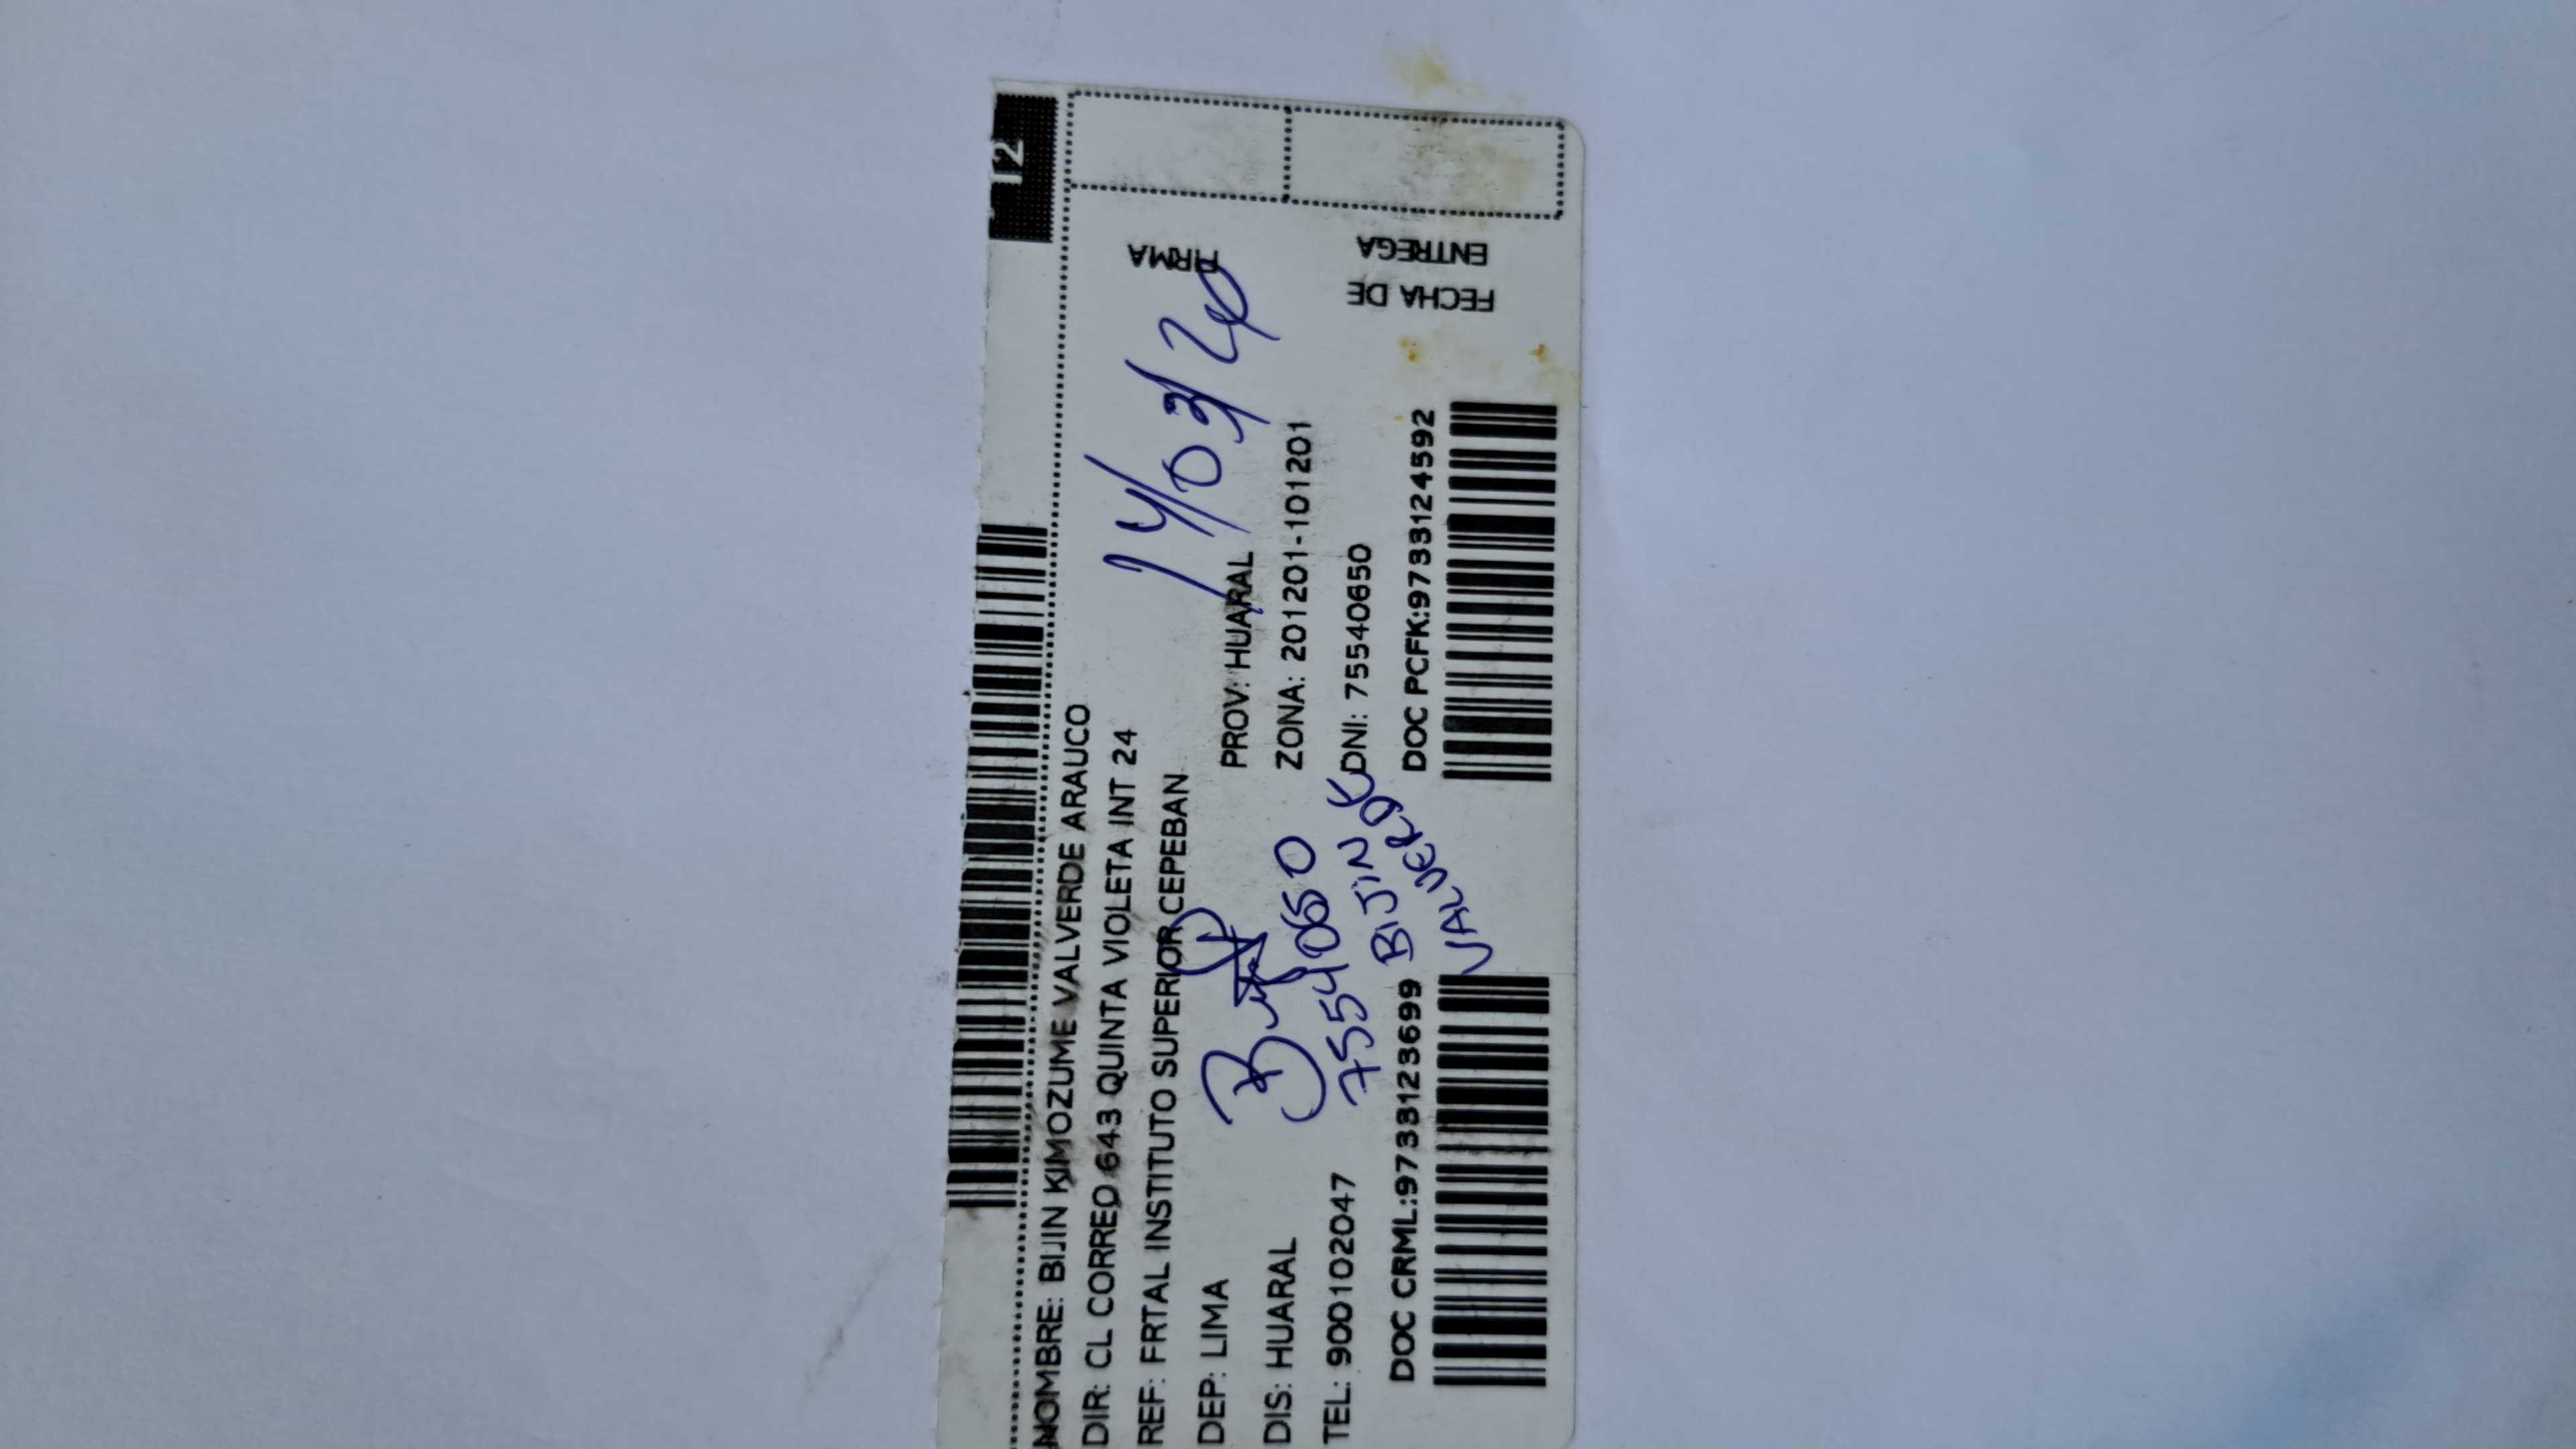 12
NOMBRE: BIJIN KIMOZUME VALVERDE ARAUCO
DIR: CL CORREO 643 QUINTA VIOLETA INT 24
REF: FRTAL INSTITUTO SUPERIOR CEPEBAN
DEP: LIMA PROV: HUARAL
DIS: HUARAL ZONA: 201201-101201
TEL: 900102047 DNI: 75540650
DOC CRML:9733123699 DOC PCFK:9733124592
14/03/20
75540650
BIJIN K
VALVERDE
FIRMA
FECHA DE
ENTREGA